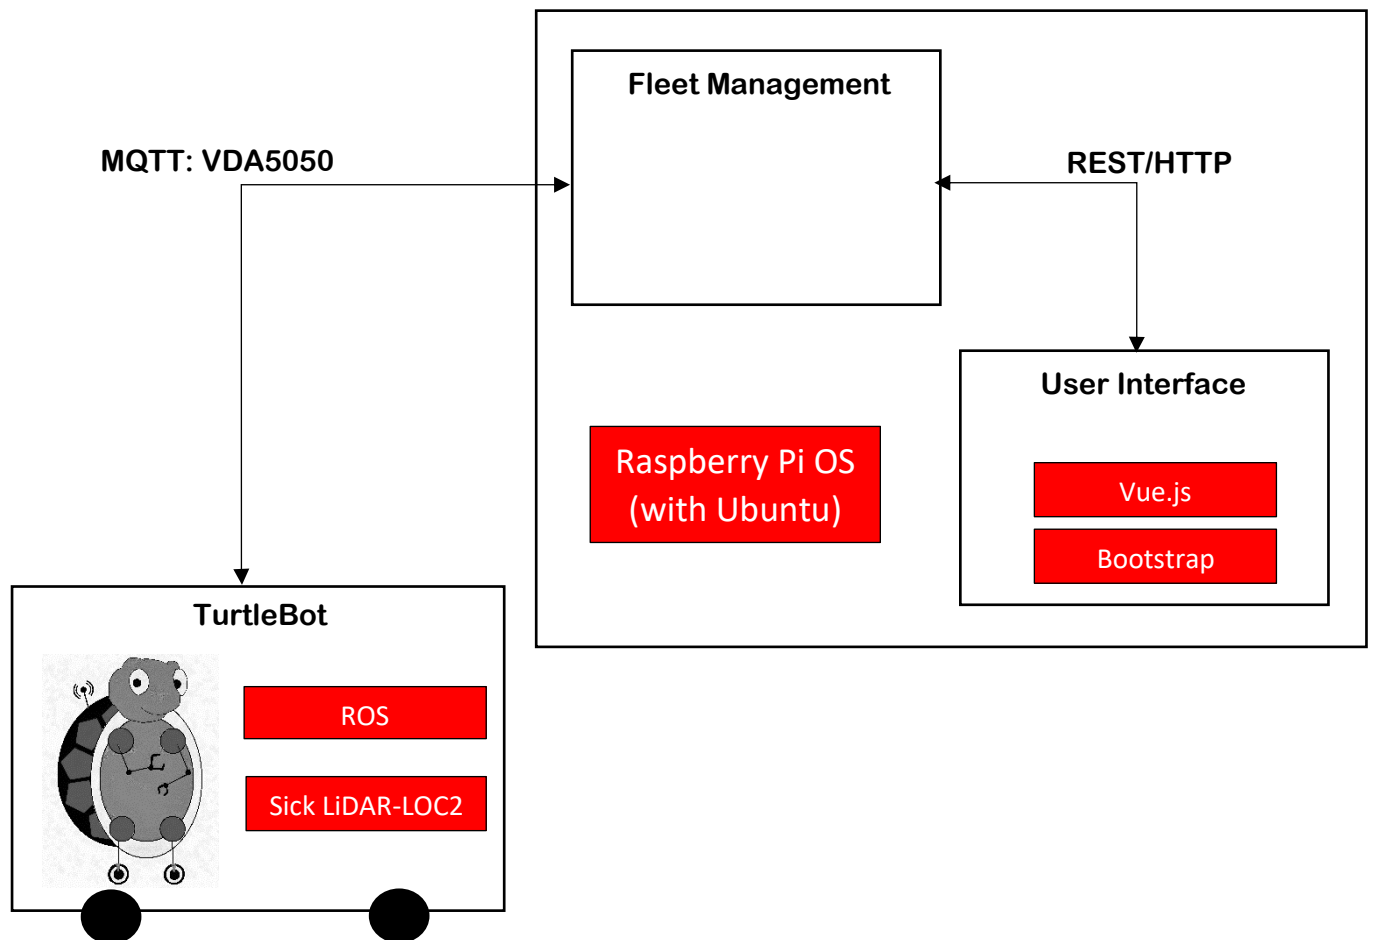 Fleet Management
MQTT: VDA5050
REST/HTTP
User Interface
Raspberry Pi OS
(with Ubuntu)
Vue.js
Bootstrap
TurtleBot
ROS
Sick LiDAR-LOC2